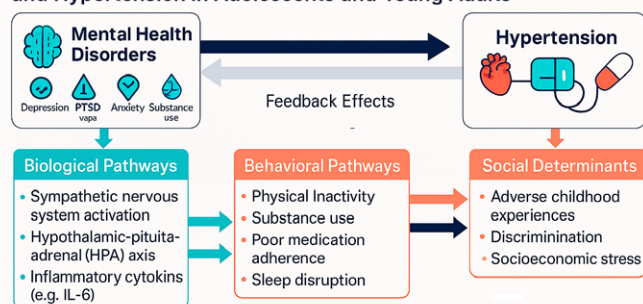 and Hypertension in Adolescents and Young Adults
Mental Health
Disorders
Depression
PTSD
vapa
Anxiety
Substance
use
Feedback Effects
Hypertension
Biological Pathways
• Sympathetic nervous
system activation
• Hypothalamic-pituita-
adrenal (HPA) axis
• Inflammatory cytokins
(e.g. IL-6)
Behavioral Pathways
• Physical Inactivity
• Substance use
• Poor medication
adherence
• Sleep disruption
Social Determinants
• Adverse childhood
experiences
• Discriminination
• Socioeconomic stress